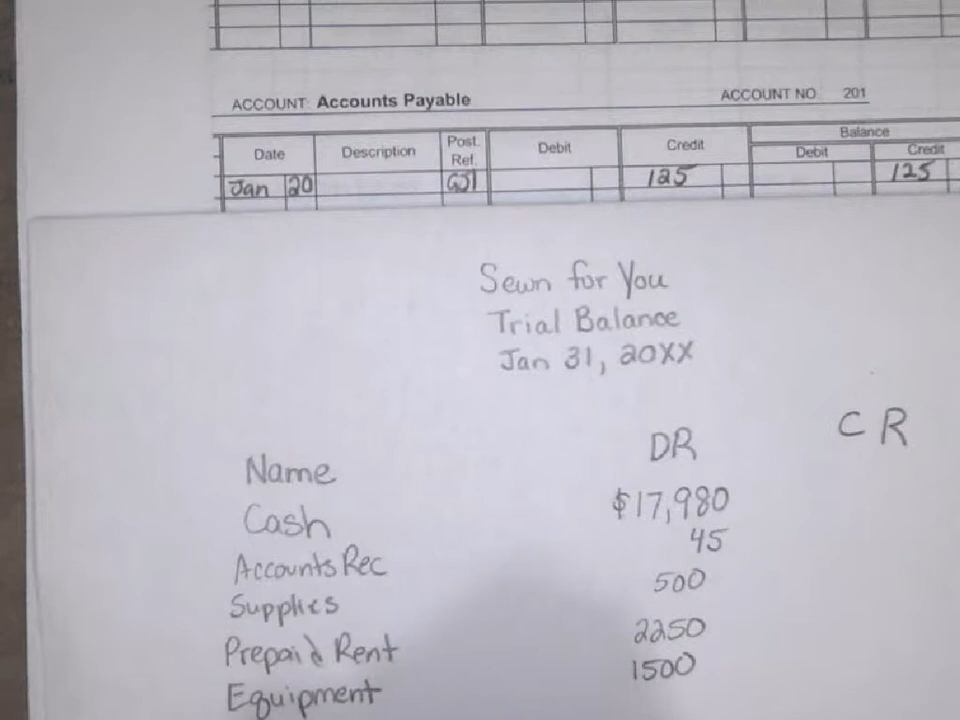 ACCOUNT: Accounts Payable ACCOUNT NO. 201
Date Description Post. Ref. Debit Credit Balance
Debit Credit
Jan 20 GJ1 125 125
Sewn for You
Trial Balance
Jan 31, 20XX
Name DR CR
Cash $17,980
Accounts Rec 45
Supplies 500
Prepaid Rent 2250
Equipment 1500